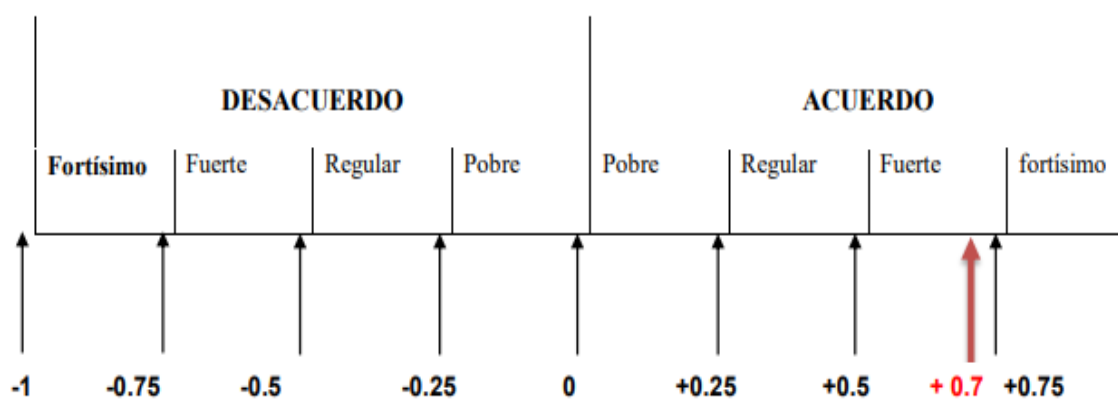 DESACUERDO ACUERDO
Fortísimo Fuerte Regular Pobre Pobre Regular Fuerte fortísimo
-1 -0.75 -0.5 -0.25 0 +0.25 +0.5 + 0.7 +0.75